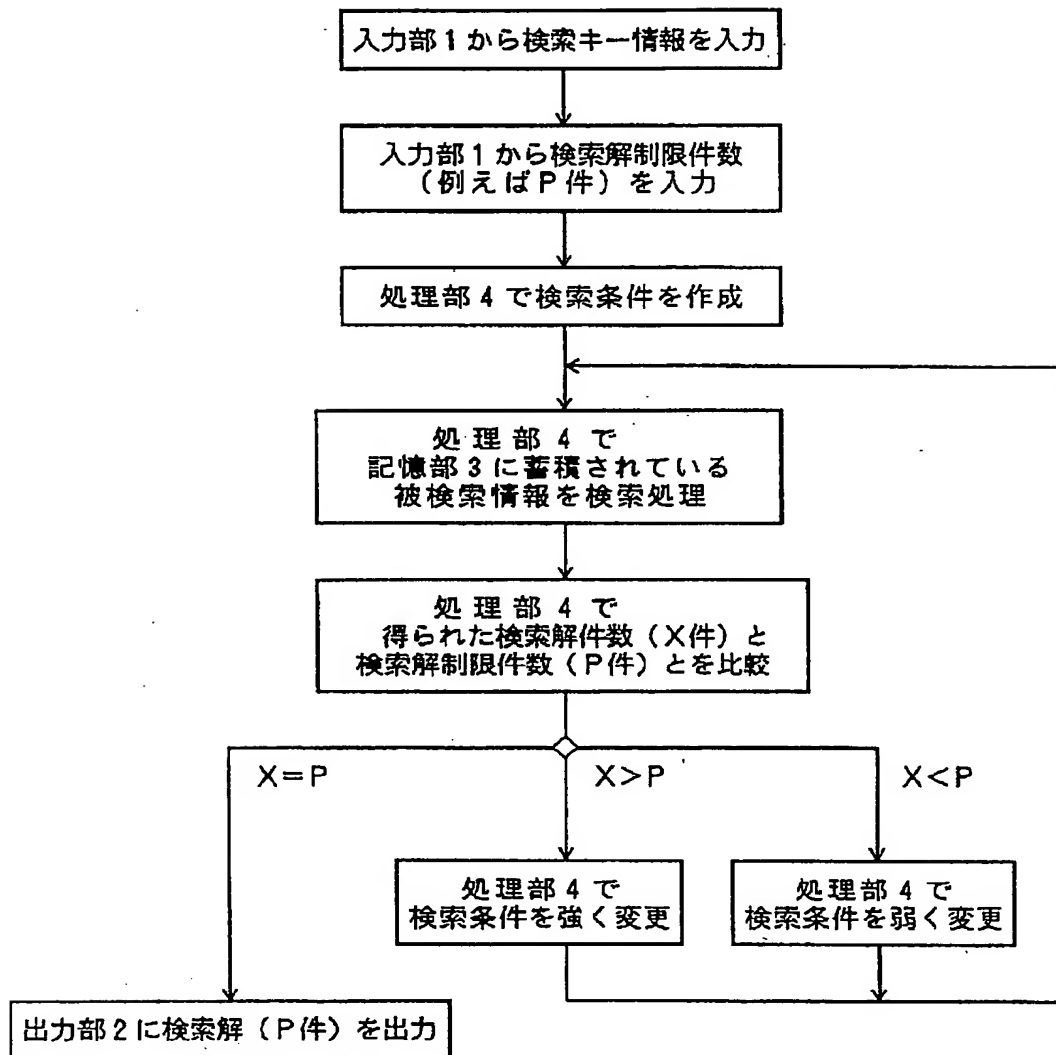 入力部1から検索キー情報を入力
入力部1から検索解制限件数
(例えばP件)を入力
処理部4で検索条件を作成
処理部4で
記憶部3に蓄積されている
被検索情報を検索処理
処理部4で
得られた検索解件数(X件)と
検索解制限件数(P件)とを比較
X=P
X>P
X<P
処理部4で
検索条件を強く変更
処理部4で
検索条件を弱く変更
出力部2に検索解(P件)を出力